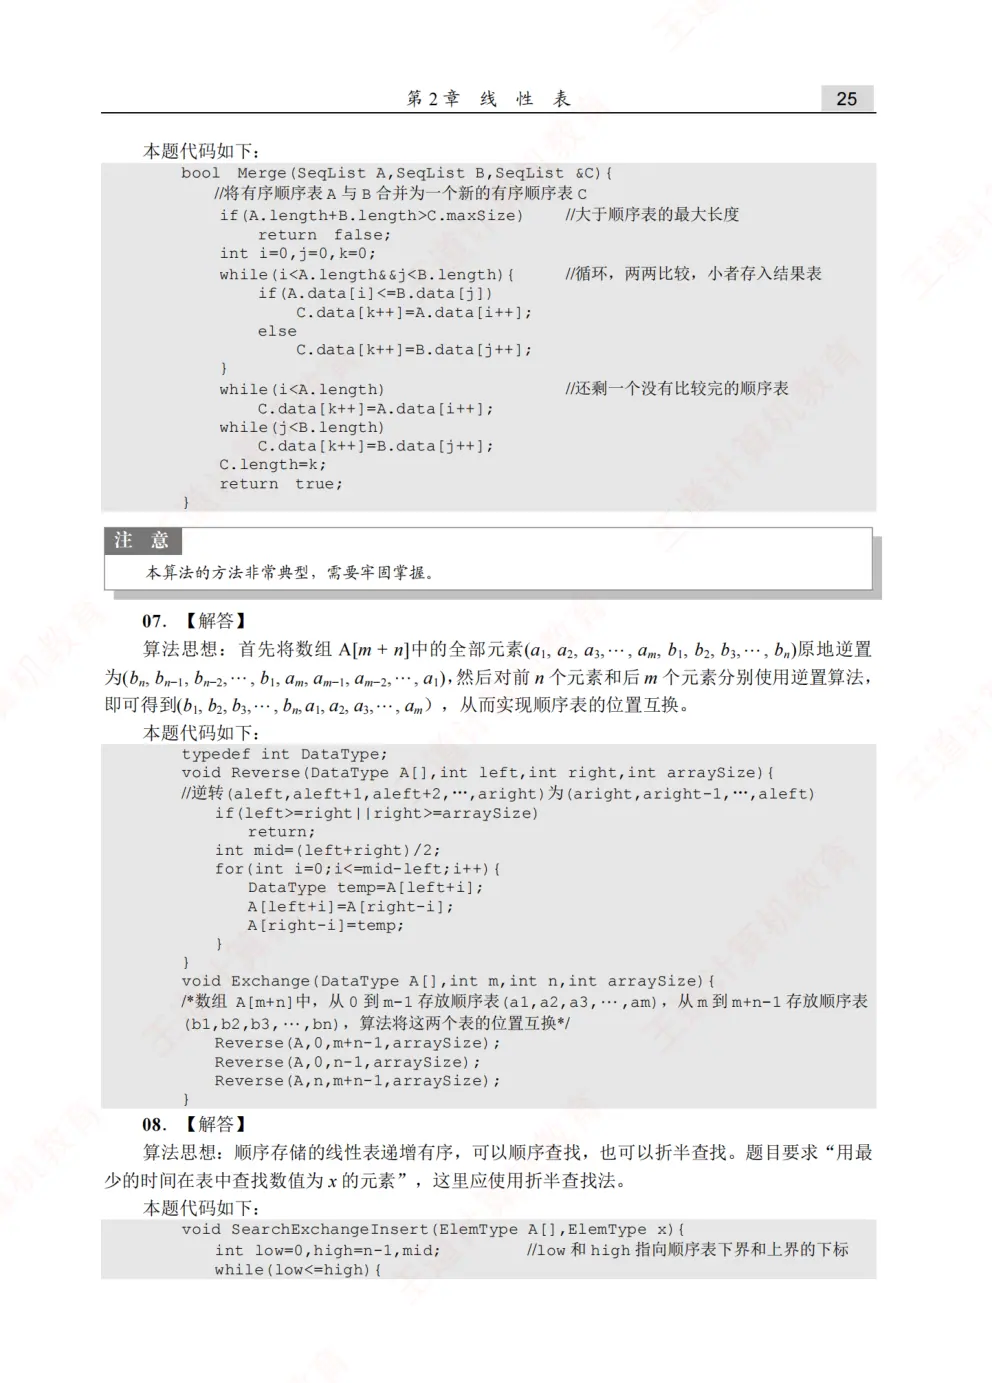 第 2 章 线 性 表 25
本题代码如下：
bool Merge(SeqList A,SeqList B,SeqList &C){
//将有序顺序表 A 与 B 合并为一个新的有序顺序表 C
if(A.length+B.length>C.maxSize) //大于顺序表的最大长度
return false;
int i=0,j=0,k=0;
while(i<A.length&&j<B.length){ //循环，两两比较，小者存入结果表
if(A.data[i]<=B.data[j])
C.data[k++]=A.data[i++];
else
C.data[k++]=B.data[j++];
}
while(i<A.length) //还剩一个没有比较完的顺序表
C.data[k++]=A.data[i++];
while(j<B.length)
C.data[k++]=B.data[j++];
C.length=k;
return true;
}
注 意
本算法的方法非常典型，需要牢固掌握。
07. 【解答】
算法思想：首先将数组 A[m + n]中的全部元素(a1, a2, a3,⋯, am, b1, b2, b3,⋯, bn)原地逆置
为(bn, bn−1, bn−2,⋯, b1, am, am−1, am−2,⋯, a1)，然后对前 n 个元素和后 m 个元素分别使用逆置算法，
即可得到(b1, b2, b3,⋯, bn, a1, a2, a3,⋯, am），从而实现顺序表的位置互换。
本题代码如下：
typedef int DataType;
void Reverse(DataType A[],int left,int right,int arraySize){
//逆转(aleft,aleft+1,aleft+2,⋯,aright)为(aright,aright-1,⋯,aleft)
if(left>=right||right>=arraySize)
return;
int mid=(left+right)/2;
for(int i=0;i<=mid-left;i++){
DataType temp=A[left+i];
A[left+i]=A[right-i];
A[right-i]=temp;
}
}
void Exchange(DataType A[],int m,int n,int arraySize){
/*数组 A[m+n]中，从 0 到 m-1 存放顺序表(a1,a2,a3,⋯,am)，从 m 到 m+n-1 存放顺序表
(b1,b2,b3,⋯,bn)，算法将这两个表的位置互换*/
Reverse(A,0,m+n-1,arraySize);
Reverse(A,0,n-1,arraySize);
Reverse(A,n,m+n-1,arraySize);
}
08. 【解答】
算法思想：顺序存储的线性表递增有序，可以顺序查找，也可以折半查找。题目要求“用最
少的时间在表中查找数值为 x 的元素”，这里应使用折半查找法。
本题代码如下：
void SearchExchangeInsert(ElemType A[],ElemType x){
int low=0,high=n-1,mid; //low 和 high 指向顺序表下界和上界的下标
while(low<=high){